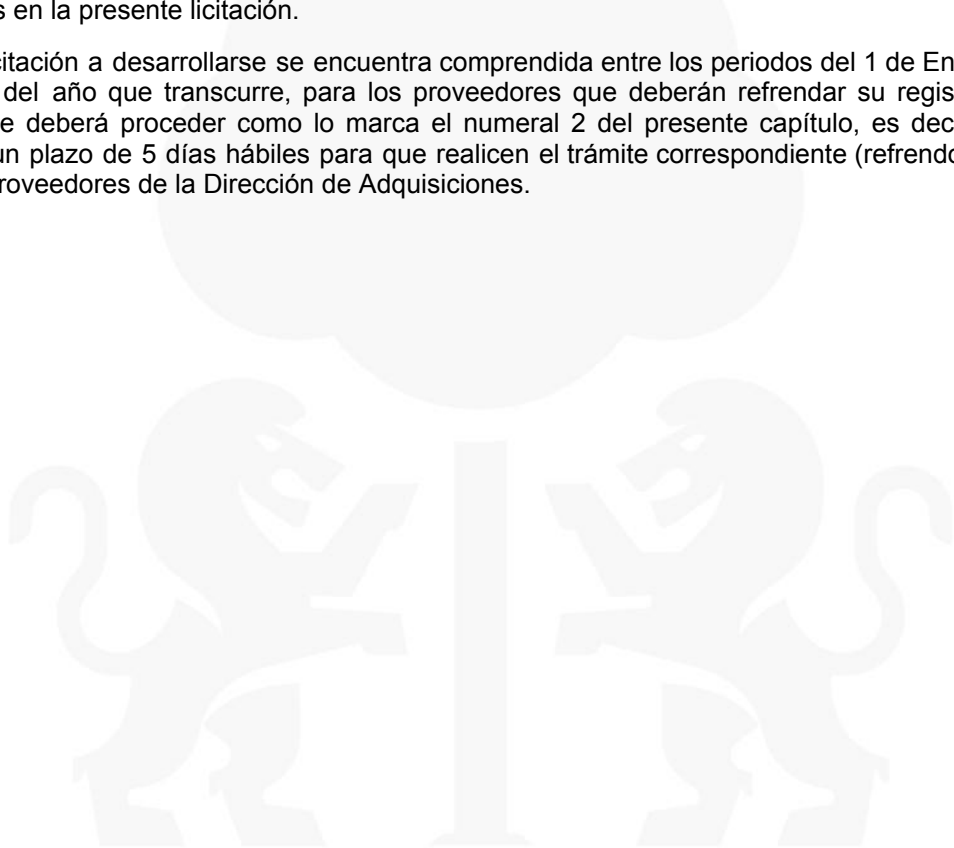 s en la presente licitación.
citación a desarrollarse se encuentra comprendida entre los periodos del 1 de En
del año que transcurre, para los proveedores que deberán refrendar su regis
e deberá proceder como lo marca el numeral 2 del presente capítulo, es dec
un plazo de 5 días hábiles para que realicen el trámite correspondiente (refrendo
roveedores de la Dirección de Adquisiciones.